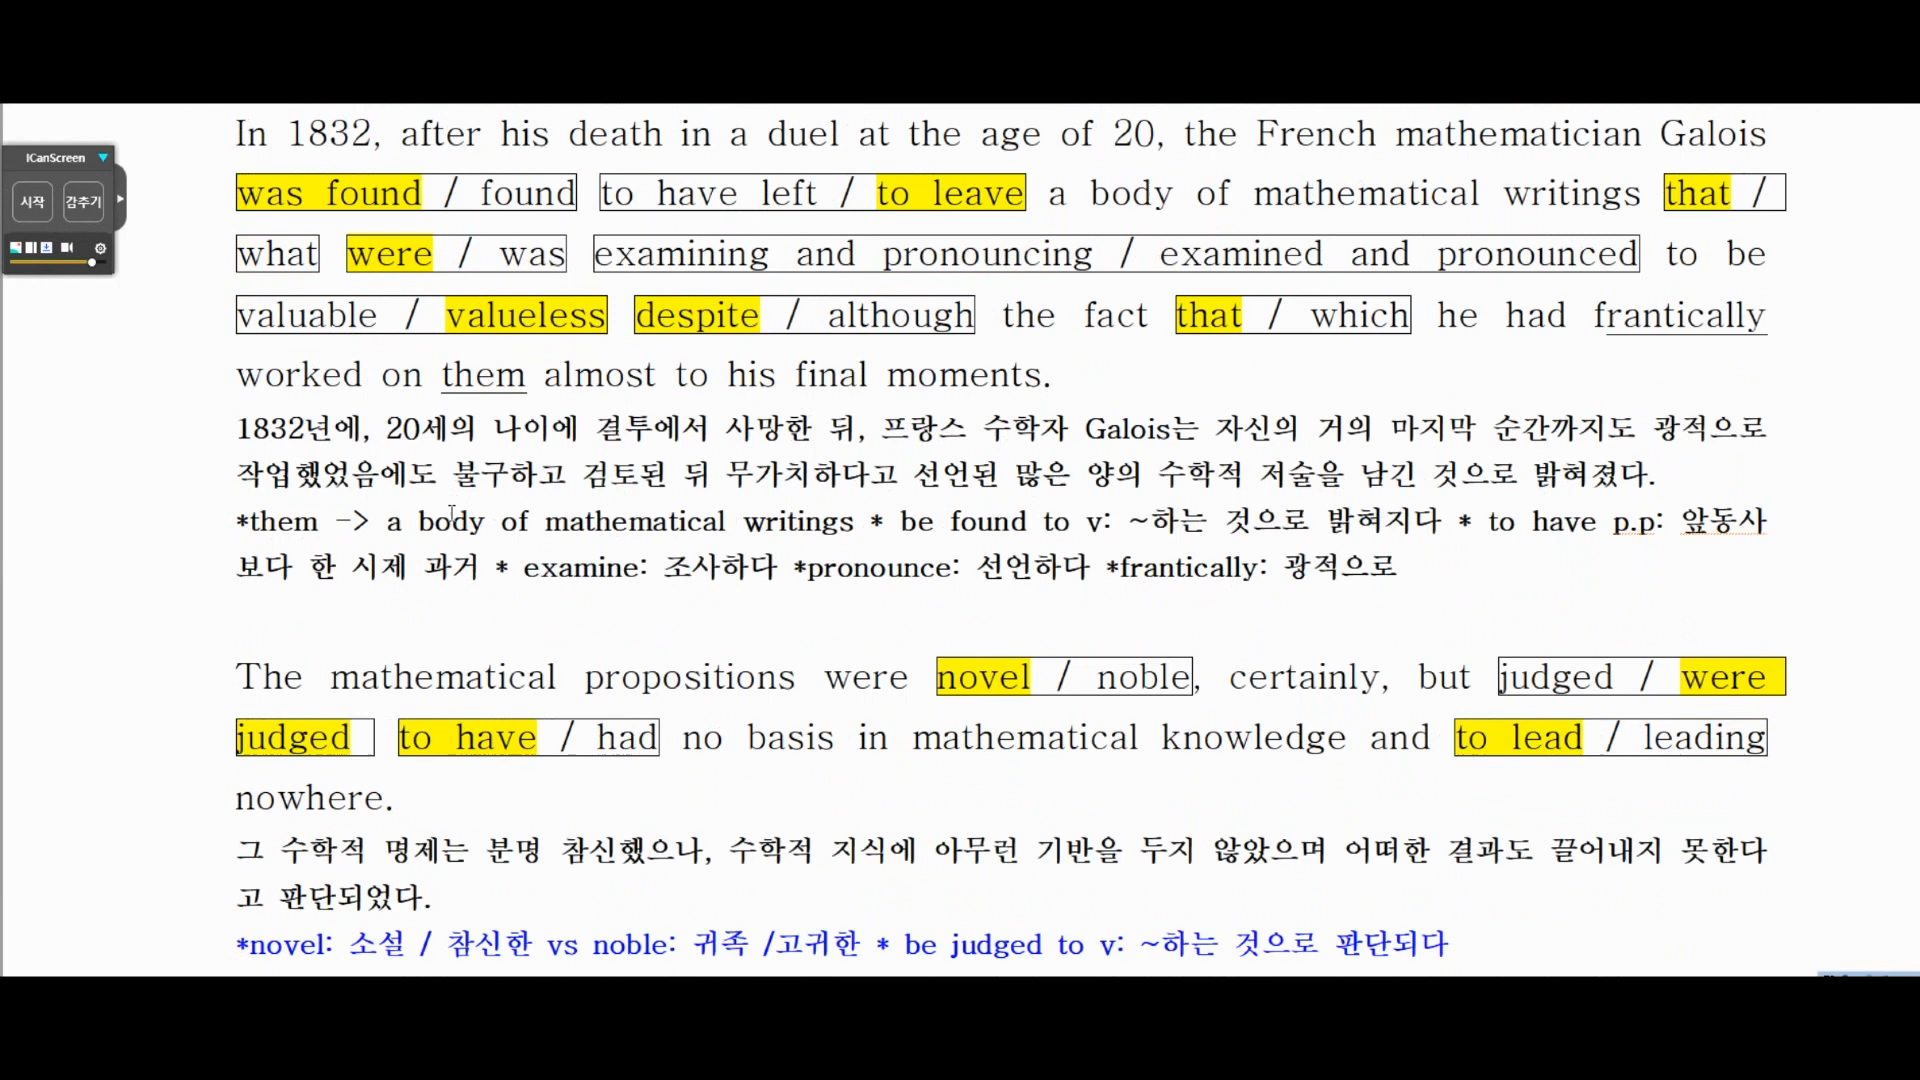 ICanScreen
시작 감추기
In 1832, after his death in a duel at the age of 20, the French mathematician Galois
was found / found to have left / to leave a body of mathematical writings that /
what were / was examining and pronouncing / examined and pronounced to be
valuable / valueless despite / although the fact that / which he had frantically
worked on them almost to his final moments.
1832년에, 20세의 나이에 결투에서 사망한 뒤, 프랑스 수학자 Galois는 자신의 거의 마지막 순간까지도 광적으로
작업했었음에도 불구하고 검토된 뒤 무가치하다고 선언된 많은 양의 수학적 저술을 남긴 것으로 밝혀졌다.
*them -> a body of mathematical writings * be found to v: ~하는 것으로 밝혀지다 * to have p.p: 앞동사
보다 한 시제 과거 * examine: 조사하다 *pronounce: 선언하다 *frantically: 광적으로
The mathematical propositions were novel / noble, certainly, but judged / were
judged to have / had no basis in mathematical knowledge and to lead / leading
nowhere.
그 수학적 명제는 분명 참신했으나, 수학적 지식에 아무런 기반을 두지 않았으며 어떠한 결과도 끌어내지 못한다
고 판단되었다.
*novel: 소설 / 참신한 vs noble: 귀족 /고귀한 * be judged to v: ~하는 것으로 판단되다